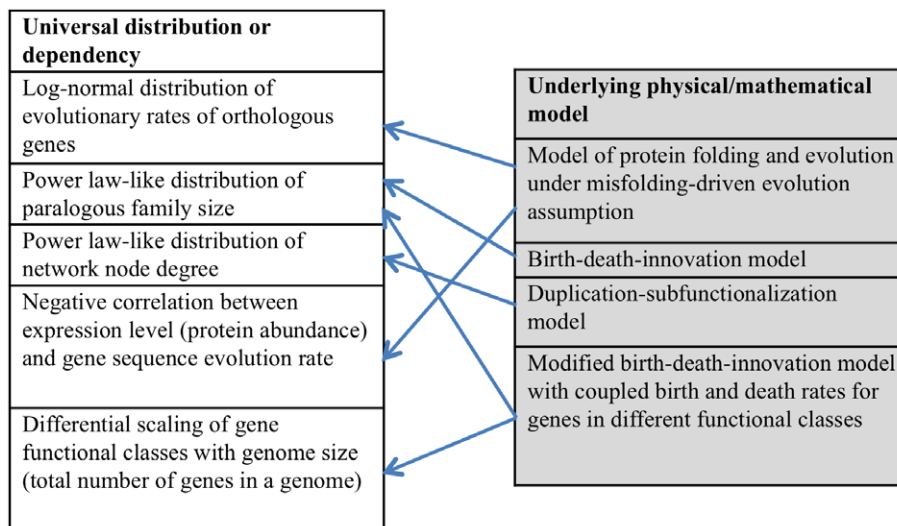 Universal distribution or
dependency
Log-normal distribution of
evolutionary rates of orthologous
genes
Power law-like distribution of
paralogous family size
Power law-like distribution of
network node degree
Negative correlation between
expression level (protein abundance)
and gene sequence evolution rate
Differential scaling of gene
functional classes with genome size
(total number of genes in a genome)
Underlying physical/mathematical
model
Model of protein folding and evolution
under misfolding-driven evolution
assumption
Birth-death-innovation model
Duplication-subfunctionalization
model
Modified birth-death-innovation model
with coupled birth and death rates for
genes in different functional classes